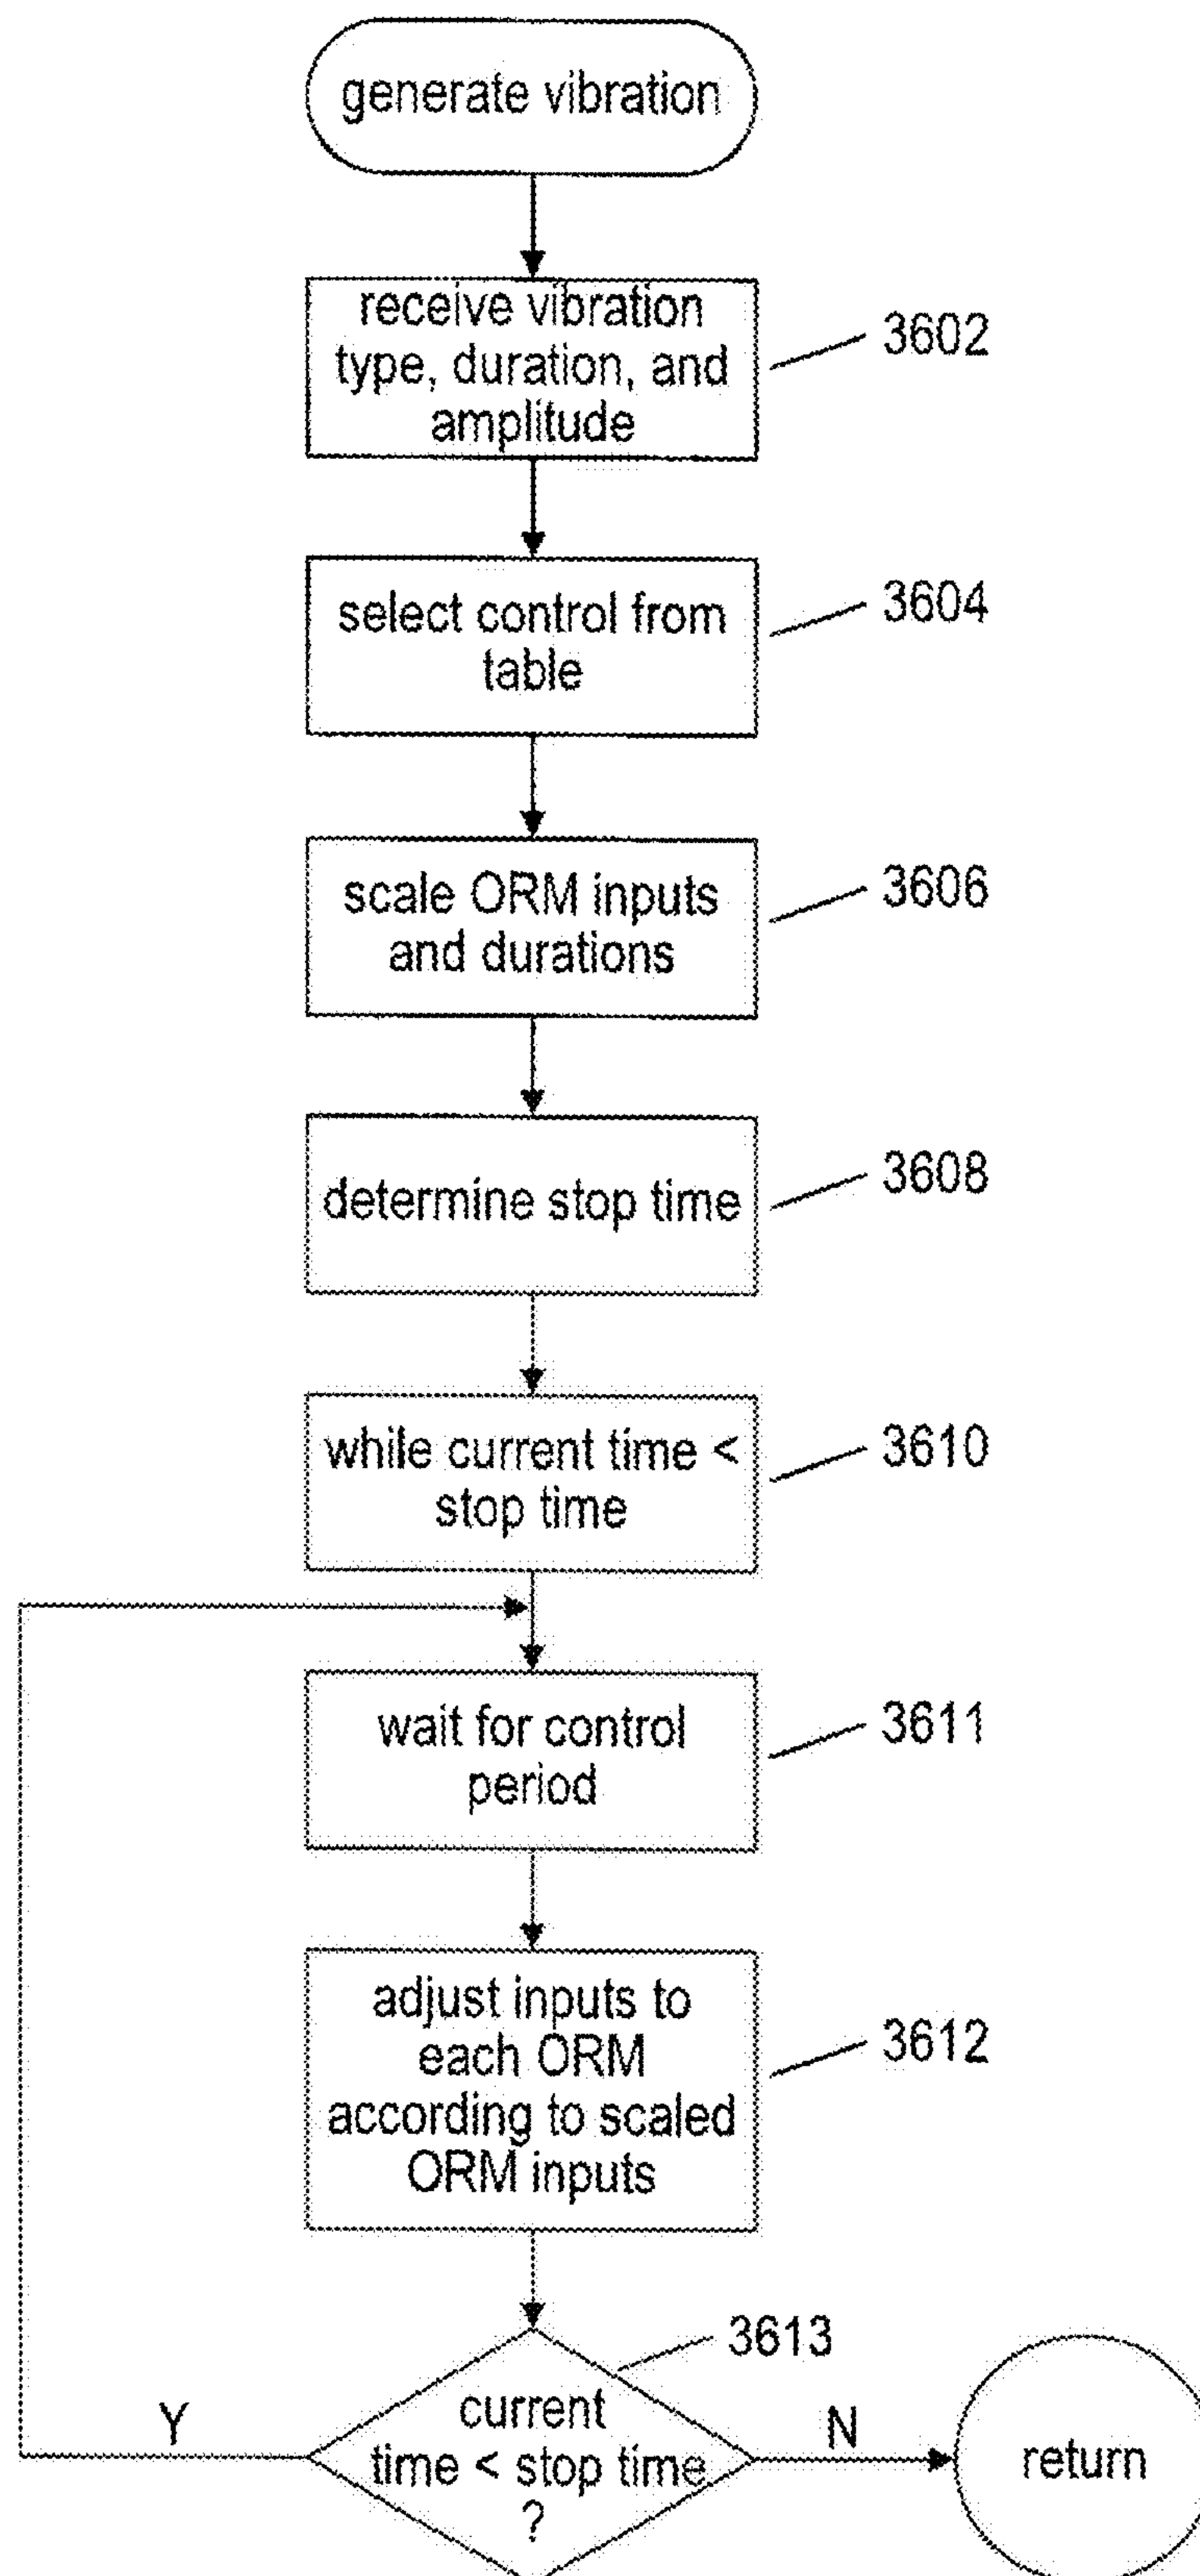 generate vibration
receive vibration
type, duration, and
amplitude
3602
select control from
table
3604
scale ORM inputs
and durations
3606
determine stop time
3608
while current time <
stop time
3610
wait for control
period
3611
adjust inputs to
each ORM
according to scaled
ORM inputs
3612
3613
current
time < stop time
?
Y
N
return